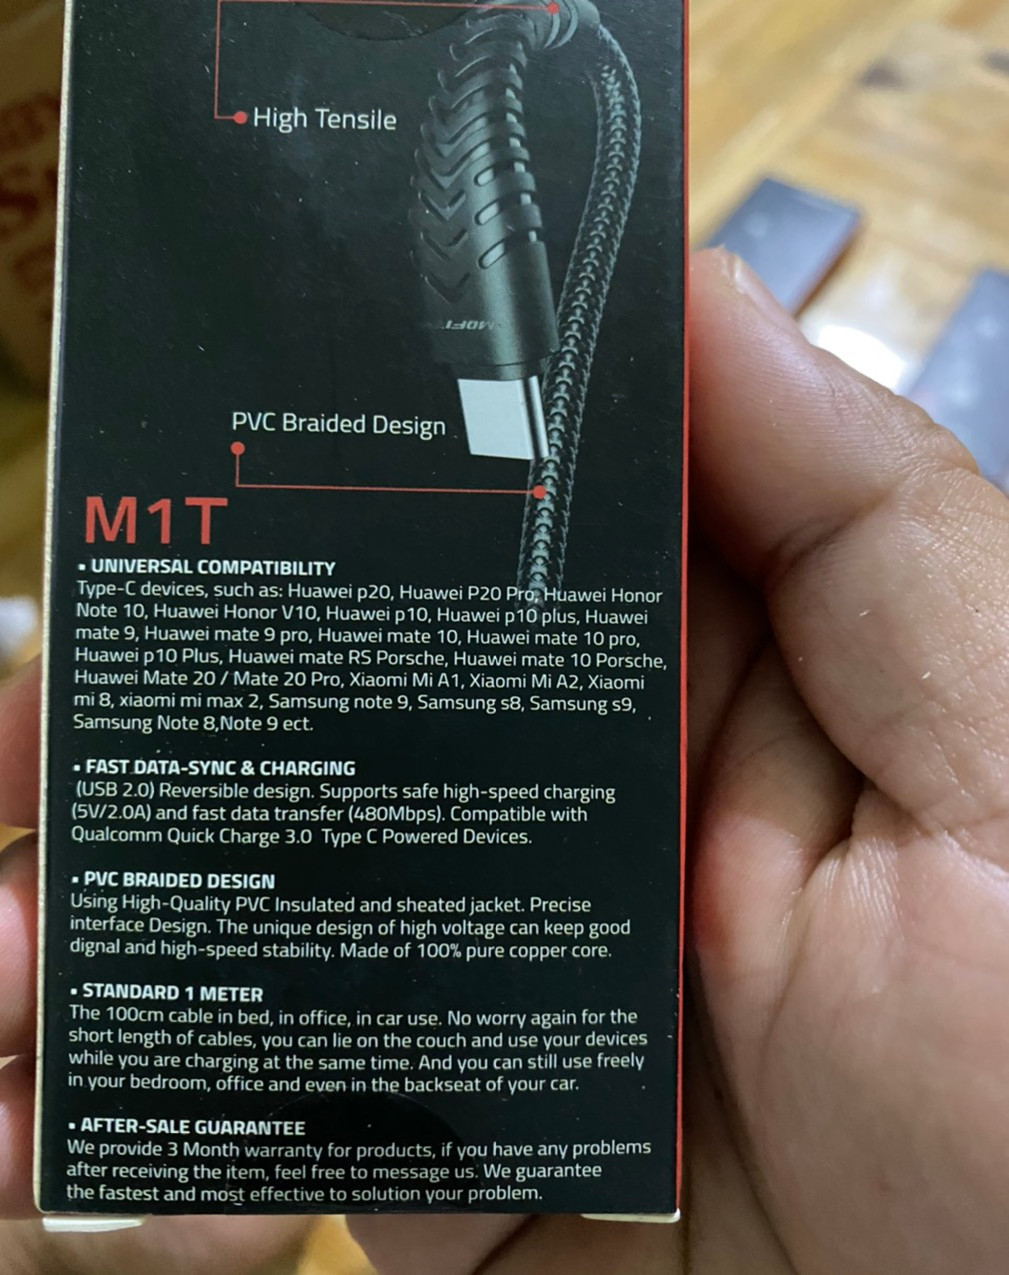 High Tensile
MOFI
PVC Braided Design
M1T
▪ UNIVERSAL COMPATIBILITY
Type-C devices, such as: Huawei p20, Huawei P20 Pro, Huawei Honor
Note 10, Huawei Honor V10, Huawei p10, Huawei p10 plus, Huawei
mate 9, Huawei mate 9 pro, Huawei mate 10, Huawei mate 10 pro,
Huawei p10 Plus, Huawei mate RS Porsche, Huawei mate 10 Porsche,
Huawei Mate 20 / Mate 20 Pro, Xiaomi Mi A1, Xiaomi Mi A2, Xiaomi
mi 8, xiaomi mi max 2, Samsung note 9, Samsung s8, Samsung s9,
Samsung Note 8,Note 9 ect.
▪ FAST DATA-SYNC & CHARGING
(USB 2.0) Reversible design. Supports safe high-speed charging
(5V/2.0A) and fast data transfer (480Mbps). Compatible with
Qualcomm Quick Charge 3.0 Type C Powered Devices.
▪ PVC BRAIDED DESIGN
Using High-Quality PVC Insulated and sheated jacket. Precise
interface Design. The unique design of high voltage can keep good
dignal and high-speed stability. Made of 100% pure copper core.
▪ STANDARD 1 METER
The 100cm cable in bed, in office, in car use. No worry again for the
short length of cables, you can lie on the couch and use your devices
while you are charging at the same time. And you can still use freely
in your bedroom, office and even in the backseat of your car.
▪ AFTER-SALE GUARANTEE
We provide 3 Month warranty for products, if you have any problems
after receiving the item, feel free to message us. We guarantee
the fastest and most effective to solution your problem.